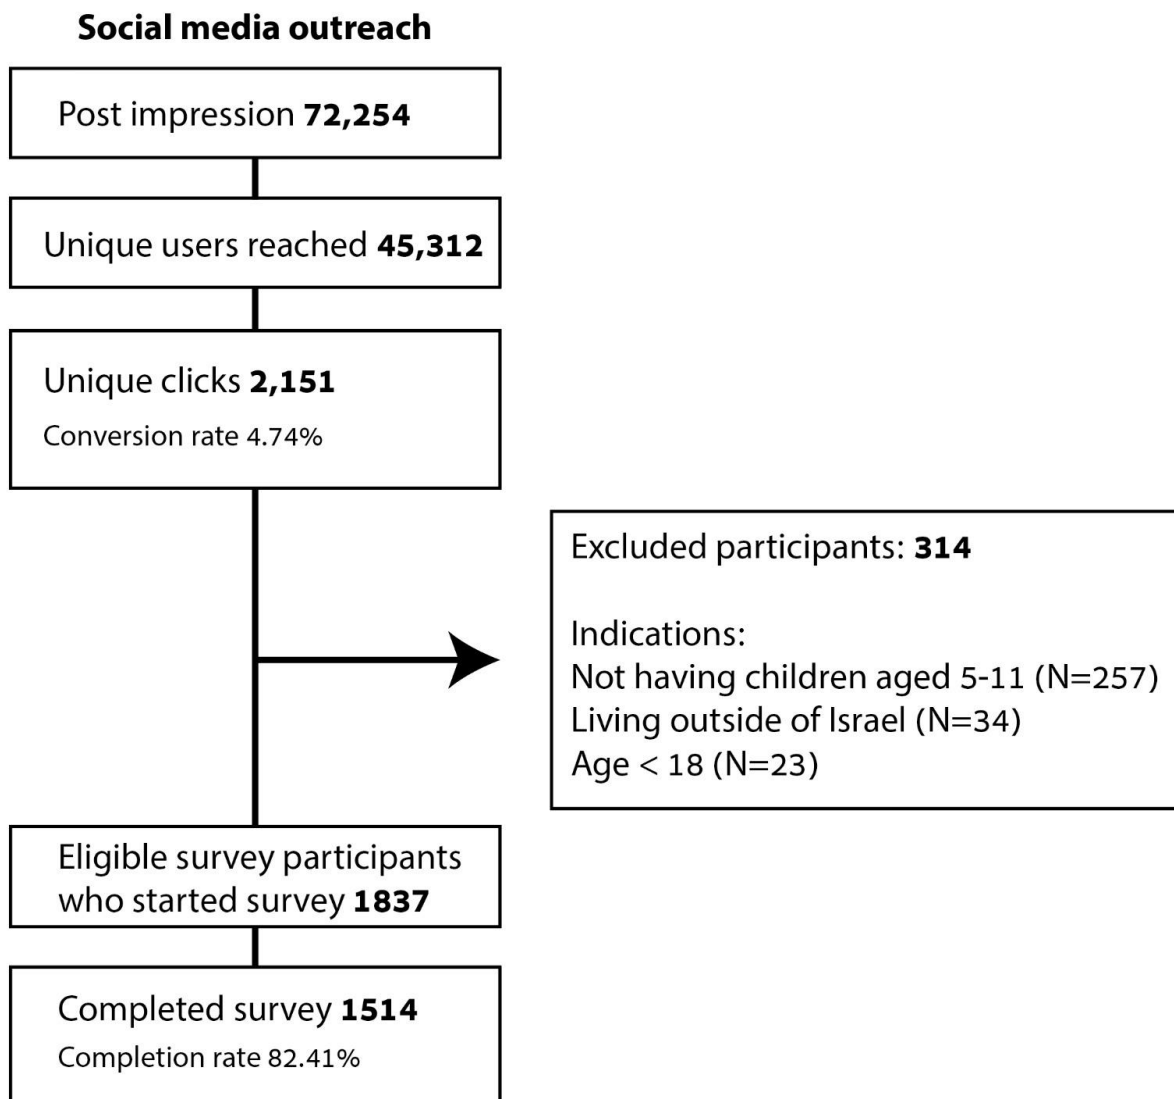 Social media outreach
Post impression 72,254
Unique users reached 45,312
Unique clicks 2,151
Conversion rate 4.74%
Excluded participants: 314
Indications:
Not having children aged 5-11 (N=257)
Living outside of Israel (N=34)
Age < 18 (N=23)
Eligible survey participants
who started survey 1837
Completed survey 1514
Completion rate 82.41%